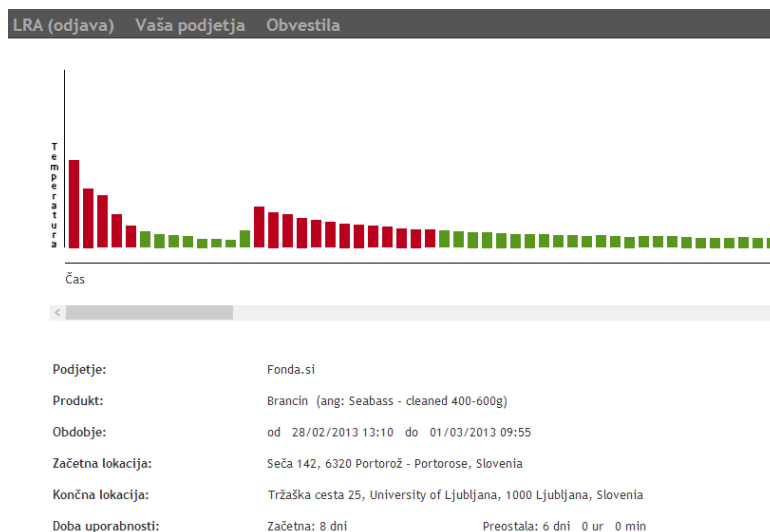 LRA (odjava) Vaša podjetja Obvestila
Temperatura
Čas
Podjetje: Fonda.si
Produkt: Brancin (ang: Seabass - cleaned 400-600g)
Obdobje: od 28/02/2013 13:10 do 01/03/2013 09:55
Začetna lokacija: Seča 142, 6320 Portorož - Portorose, Slovenia
Končna lokacija: Tržaška cesta 25, University of Ljubljana, 1000 Ljubljana, Slovenia
Doba uporabnosti: Začetna: 8 dni Preostala: 6 dni 0 ur 0 min